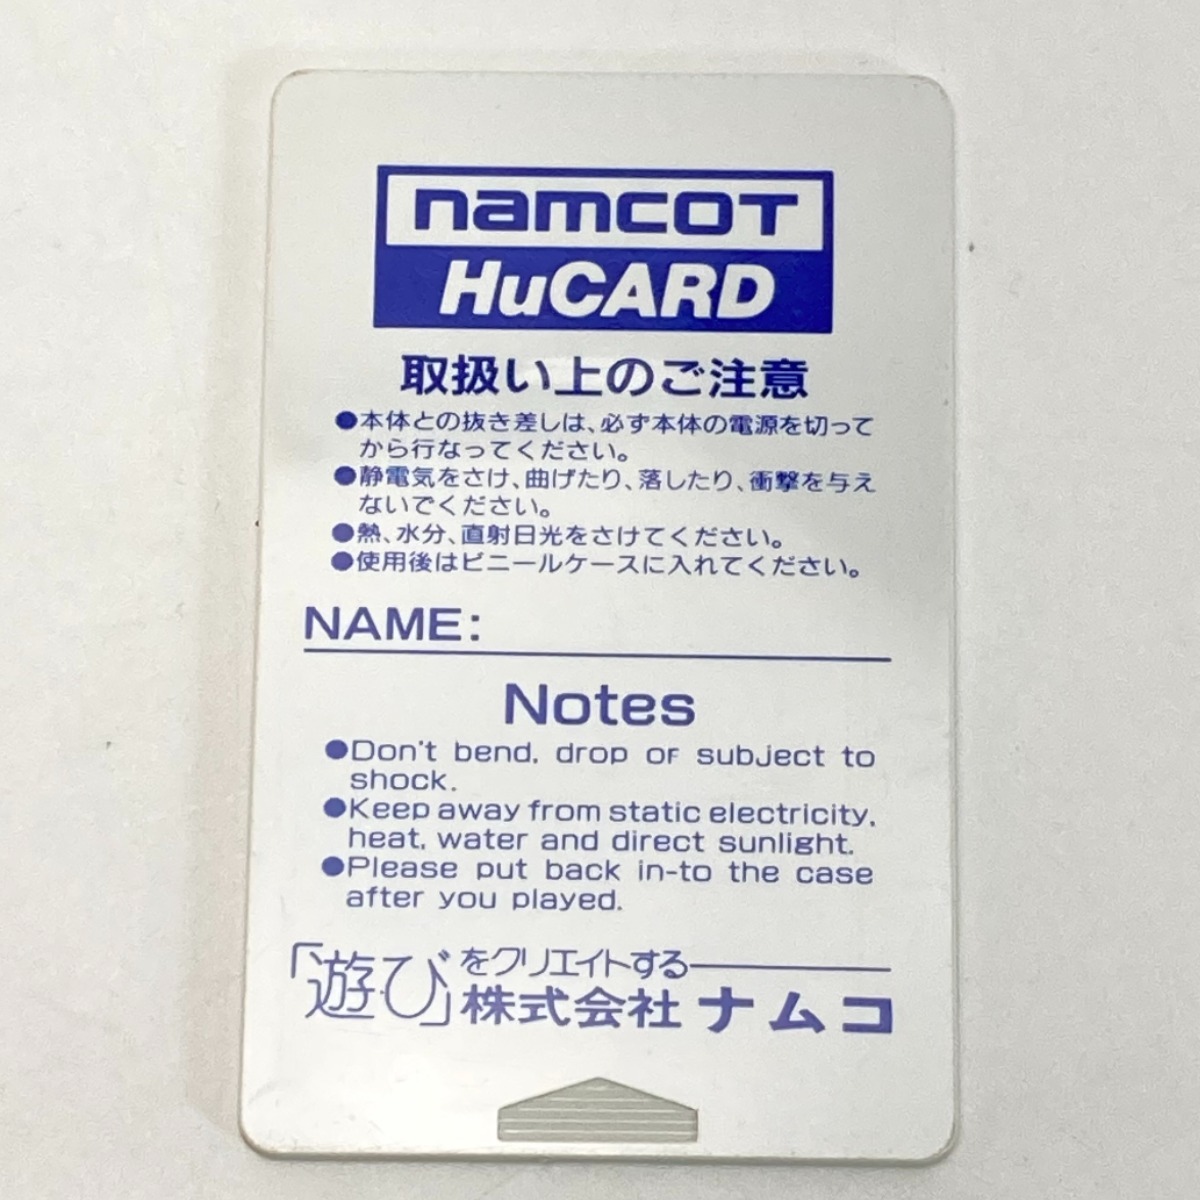 namcot
HuCARD
取扱い上のご注意
●本体との抜き差しは、必ず本体の電源を切って
から行なってください。
●静電気をさけ、曲げたり、落したり、衝撃を与え
ないでください。
●熱、水分、直射日光をさけてください。
●使用後はビニールケースに入れてください。
NAME:
Notes
●Don't bend, drop or subject to
shock.
●Keep away from static electricity,
heat, water and direct sunlight.
●Please put back in-to the case
after you played.
「遊び」をクリエイトする
株式会社ナムコ